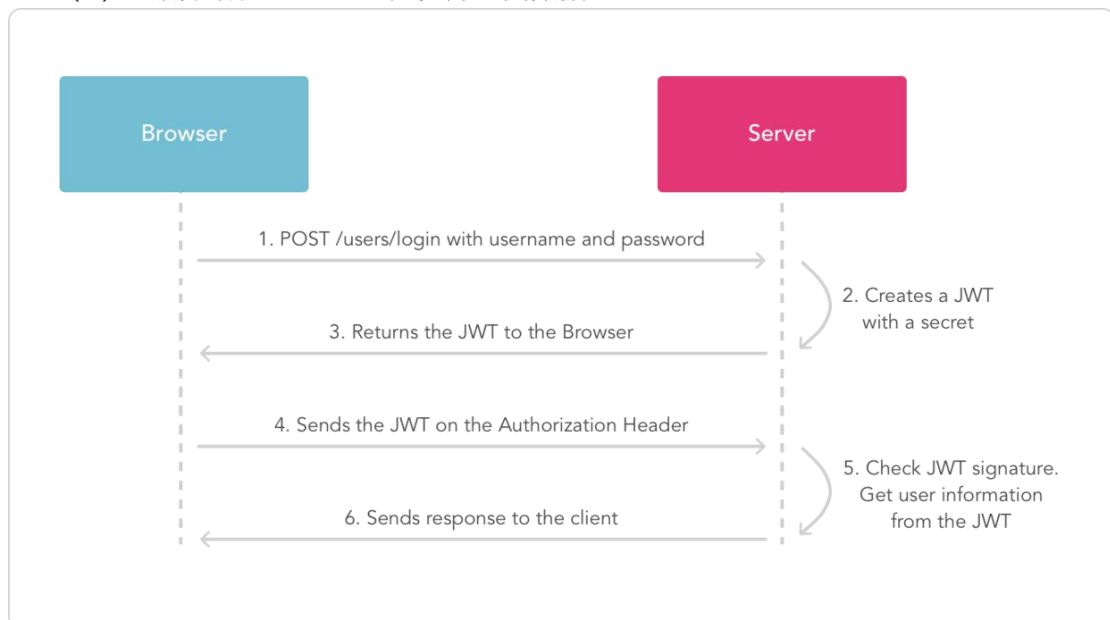 Browser
Server
1. POST /users/login with username and password
2. Creates a JWT
with a secret
3. Returns the JWT to the Browser
4. Sends the JWT on the Authorization Header
5. Check JWT signature.
Get user information
from the JWT
6. Sends response to the client